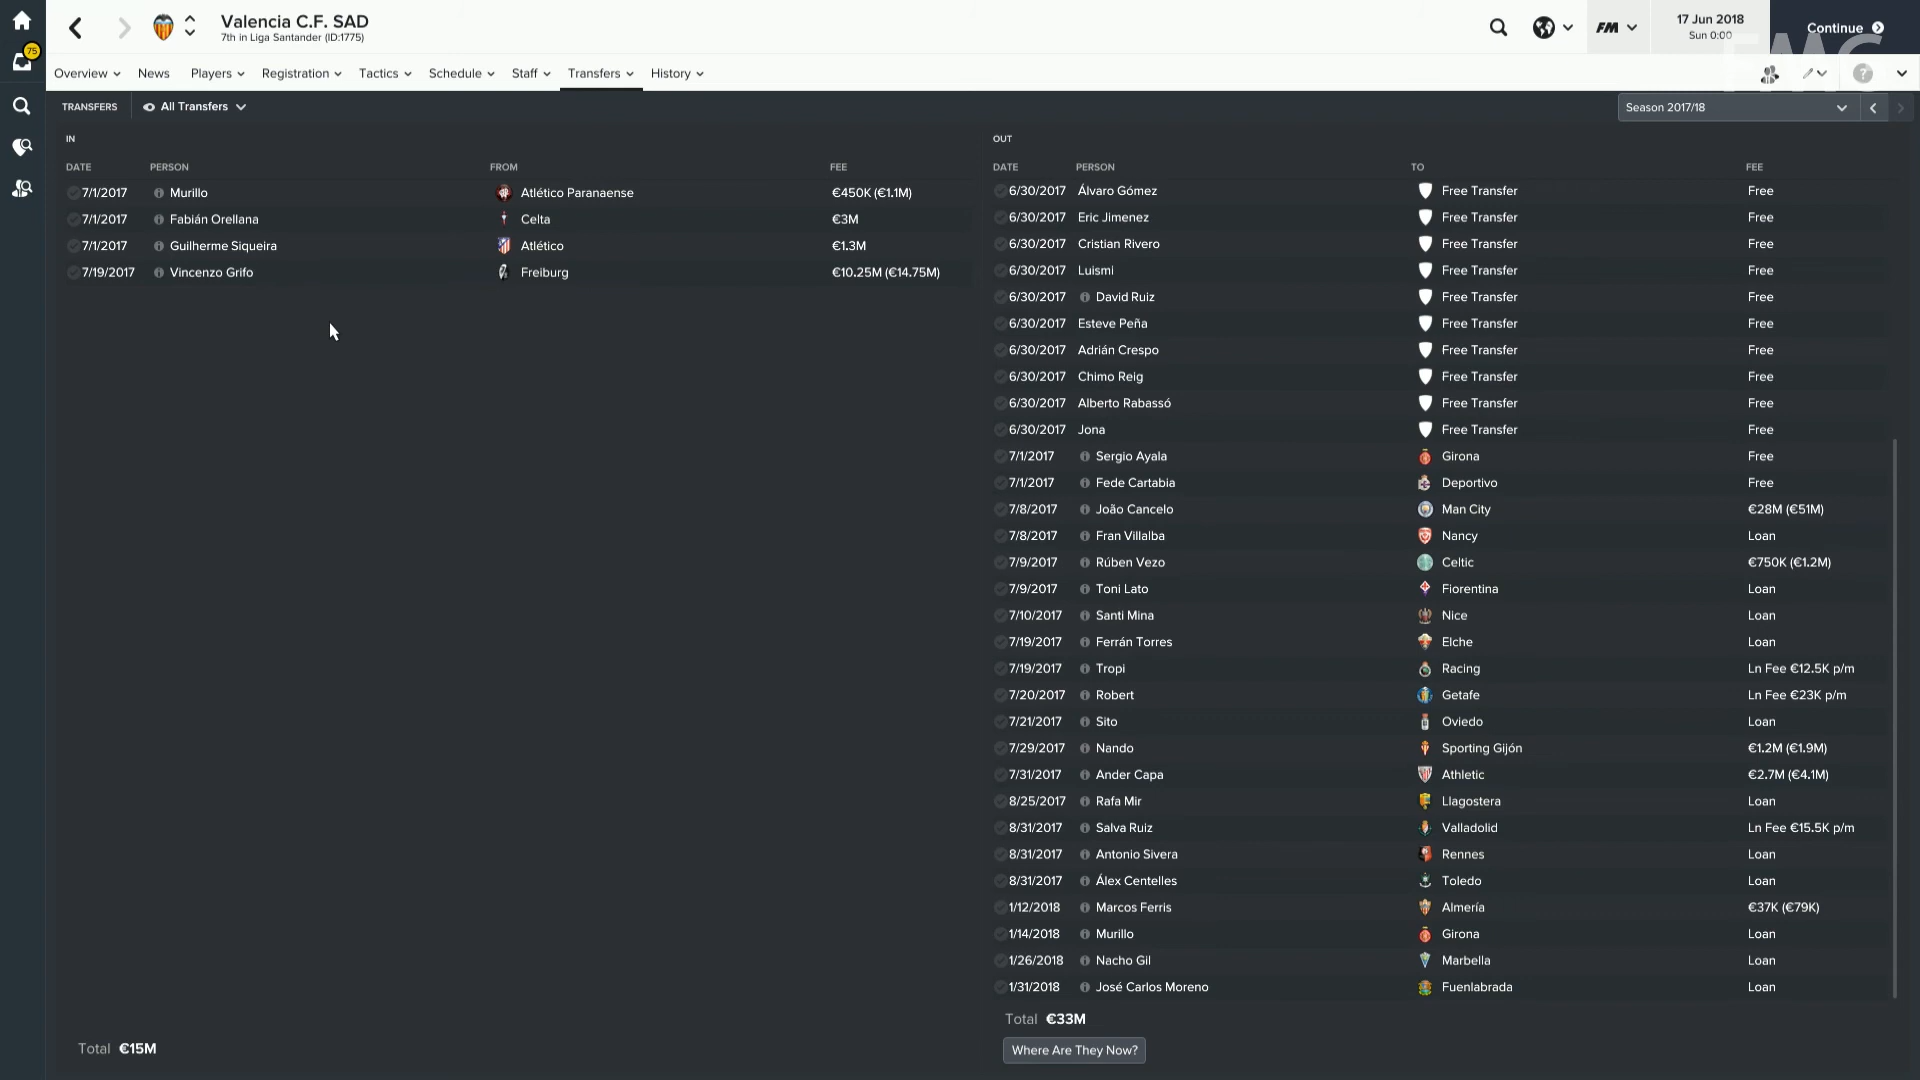 75
Valencia C.F. SAD
7th in Liga Santander (ID:1775)
FM
17 Jun 2018
Sun 0:00
Continue
FMC
Overview News Players Registration Tactics Schedule Staff Transfers History
?
TRANSFERS All Transfers
Season 2017/18
IN
DATE PERSON FROM FEE
7/1/2017 Murillo Atlético Paranaense €450K (€1.1M)
7/1/2017 Fabián Orellana Celta €3M
7/1/2017 Guilherme Siqueira Atlético €1.3M
7/19/2017 Vincenzo Grifo Freiburg €10.25M (€14.75M)
Total €15M
OUT
DATE PERSON TO FEE
6/30/2017 Álvaro Gómez Free Transfer Free
6/30/2017 Eric Jimenez Free Transfer Free
6/30/2017 Cristian Rivero Free Transfer Free
6/30/2017 Luismi Free Transfer Free
6/30/2017 David Ruiz Free Transfer Free
6/30/2017 Esteve Peña Free Transfer Free
6/30/2017 Adrián Crespo Free Transfer Free
6/30/2017 Chimo Reig Free Transfer Free
6/30/2017 Alberto Rabassó Free Transfer Free
6/30/2017 Jona Free Transfer Free
7/1/2017 Sergio Ayala Girona Free
7/1/2017 Fede Cartabia Deportivo Free
7/8/2017 João Cancelo Man City €28M (€51M)
7/8/2017 Fran Villalba Nancy Loan
7/9/2017 Rúben Vezo Celtic €750K (€1.2M)
7/9/2017 Toni Lato Fiorentina Loan
7/10/2017 Santi Mina Nice Loan
7/19/2017 Ferrán Torres Elche Loan
7/19/2017 Tropi Racing Ln Fee €12.5K p/m
7/20/2017 Robert Getafe Ln Fee €23K p/m
7/21/2017 Sito Oviedo Loan
7/29/2017 Nando Sporting Gijón €1.2M (€1.9M)
7/31/2017 Ander Capa Athletic €2.7M (€4.1M)
8/25/2017 Rafa Mir Llagostera Loan
8/31/2017 Salva Ruiz Valladolid Ln Fee €15.5K p/m
8/31/2017 Antonio Sivera Rennes Loan
8/31/2017 Álex Centelles Toledo Loan
1/12/2018 Marcos Ferris Almería €37K (€79K)
1/14/2018 Murillo Girona Loan
1/26/2018 Nacho Gil Marbella Loan
1/31/2018 José Carlos Moreno Fuenlabrada Loan
Total €33M
Where Are They Now?